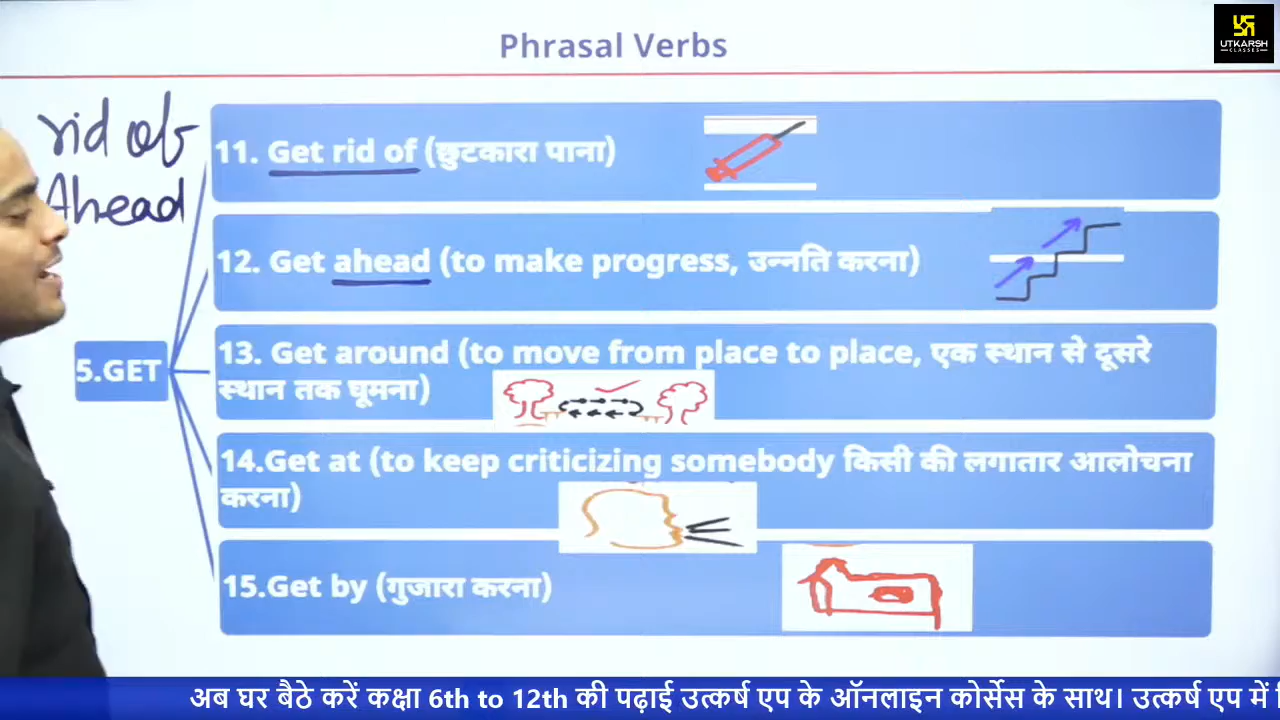 Phrasal Verbs
UTKARSH
CLASSES
rid of
Ahead
11. Get rid of (छुटकारा पाना)
12. Get ahead (to make progress, उन्नति करना)
5.GET
13. Get around (to move from place to place, एक स्थान से दूसरे
स्थान तक घूमना)
14.Get at (to keep criticizing somebody किसी की लगातार आलोचना
करना)
15.Get by (गुजारा करना)
अब घर बैठे करें कक्षा 6th to 12th की पढ़ाई उत्कर्ष एप के ऑनलाइन कोर्सेस के साथ। उत्कर्ष एप में